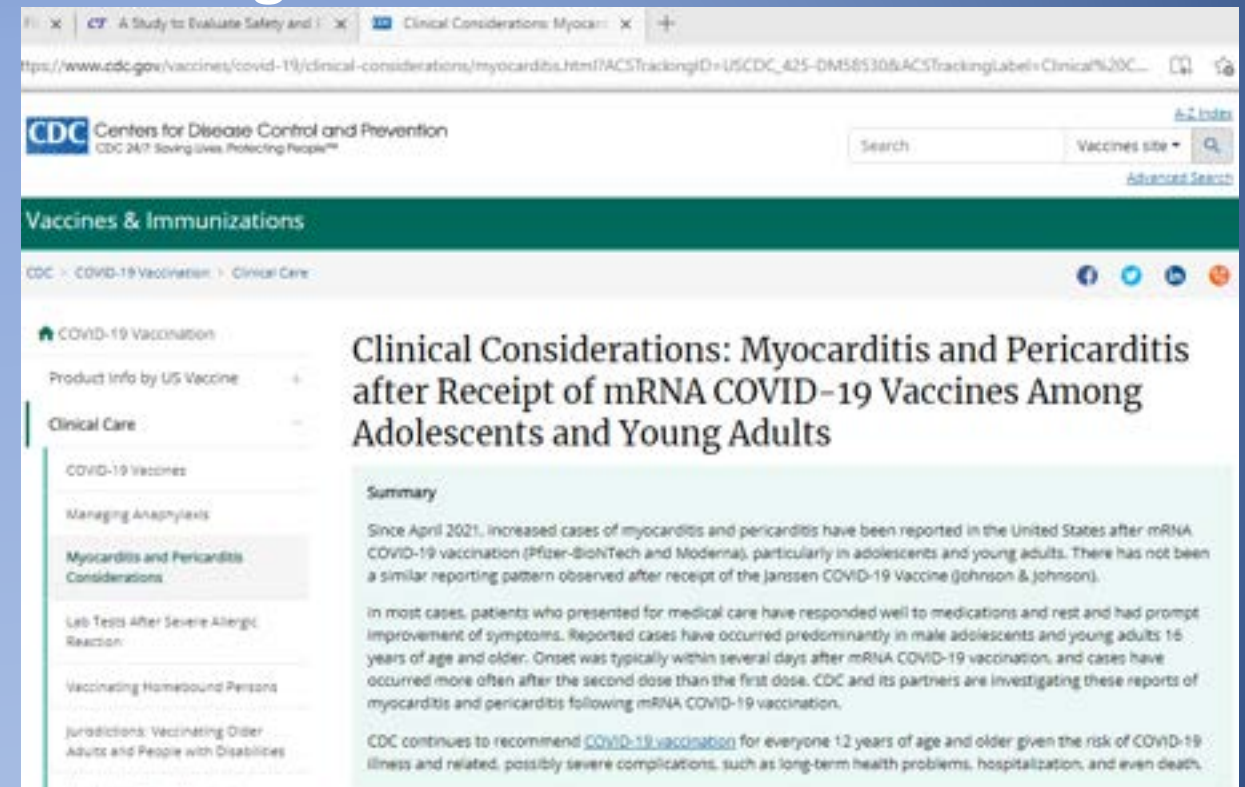 A Study to Evaluate Safety and
Clinical Considerations: Myocard
ttps://www.cdc.gov/vaccines/covid-19/clinical-considerations/myocarditis.html?ACSTrackingID=USCDC_425-DM58530&ACSTrackingLabel=Clinical%20C...
A-Z Index
CDC Centers for Disease Control and Prevention
CDC 24/7: Saving Lives, Protecting People™
Search
Vaccines site
Advanced Search
Vaccines & Immunizations
CDC > COVID-19 Vaccination > Clinical Care
COVID-19 Vaccination
Product Info by US Vaccine +
Clinical Care −
COVID-19 Vaccines
Managing Anaphylaxis
Myocarditis and Pericarditis
Considerations
Lab Tests After Severe Allergic
Reaction
Vaccinating Homebound Persons
Jurisdictions: Vaccinating Older
Adults and People with Disabilities
Clinical Considerations: Myocarditis and Pericarditis
after Receipt of mRNA COVID-19 Vaccines Among
Adolescents and Young Adults
Summary
Since April 2021, increased cases of myocarditis and pericarditis have been reported in the United States after mRNA
COVID-19 vaccination (Pfizer-BioNTech and Moderna), particularly in adolescents and young adults. There has not been
a similar reporting pattern observed after receipt of the Janssen COVID-19 Vaccine (Johnson & Johnson).
In most cases, patients who presented for medical care have responded well to medications and rest and had prompt
improvement of symptoms. Reported cases have occurred predominantly in male adolescents and young adults 16
years of age and older. Onset was typically within several days after mRNA COVID-19 vaccination, and cases have
occurred more often after the second dose than the first dose. CDC and its partners are investigating these reports of
myocarditis and pericarditis following mRNA COVID-19 vaccination.
CDC continues to recommend COVID-19 vaccination for everyone 12 years of age and older given the risk of COVID-19
illness and related, possibly severe complications, such as long-term health problems, hospitalization, and even death.